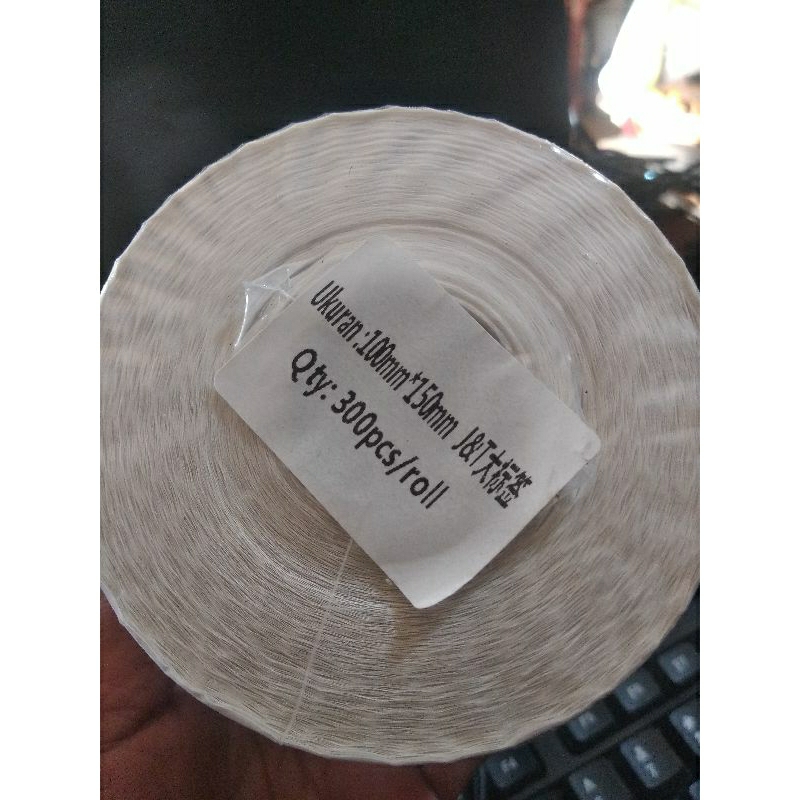 Ukuran :100mm*150mm J&T大标签
Qty: 300pcs/roll